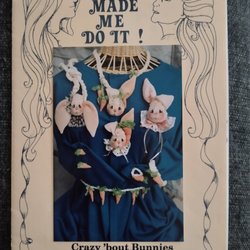 MADE
ME
DO IT !
Crazy 'bout Bunnies